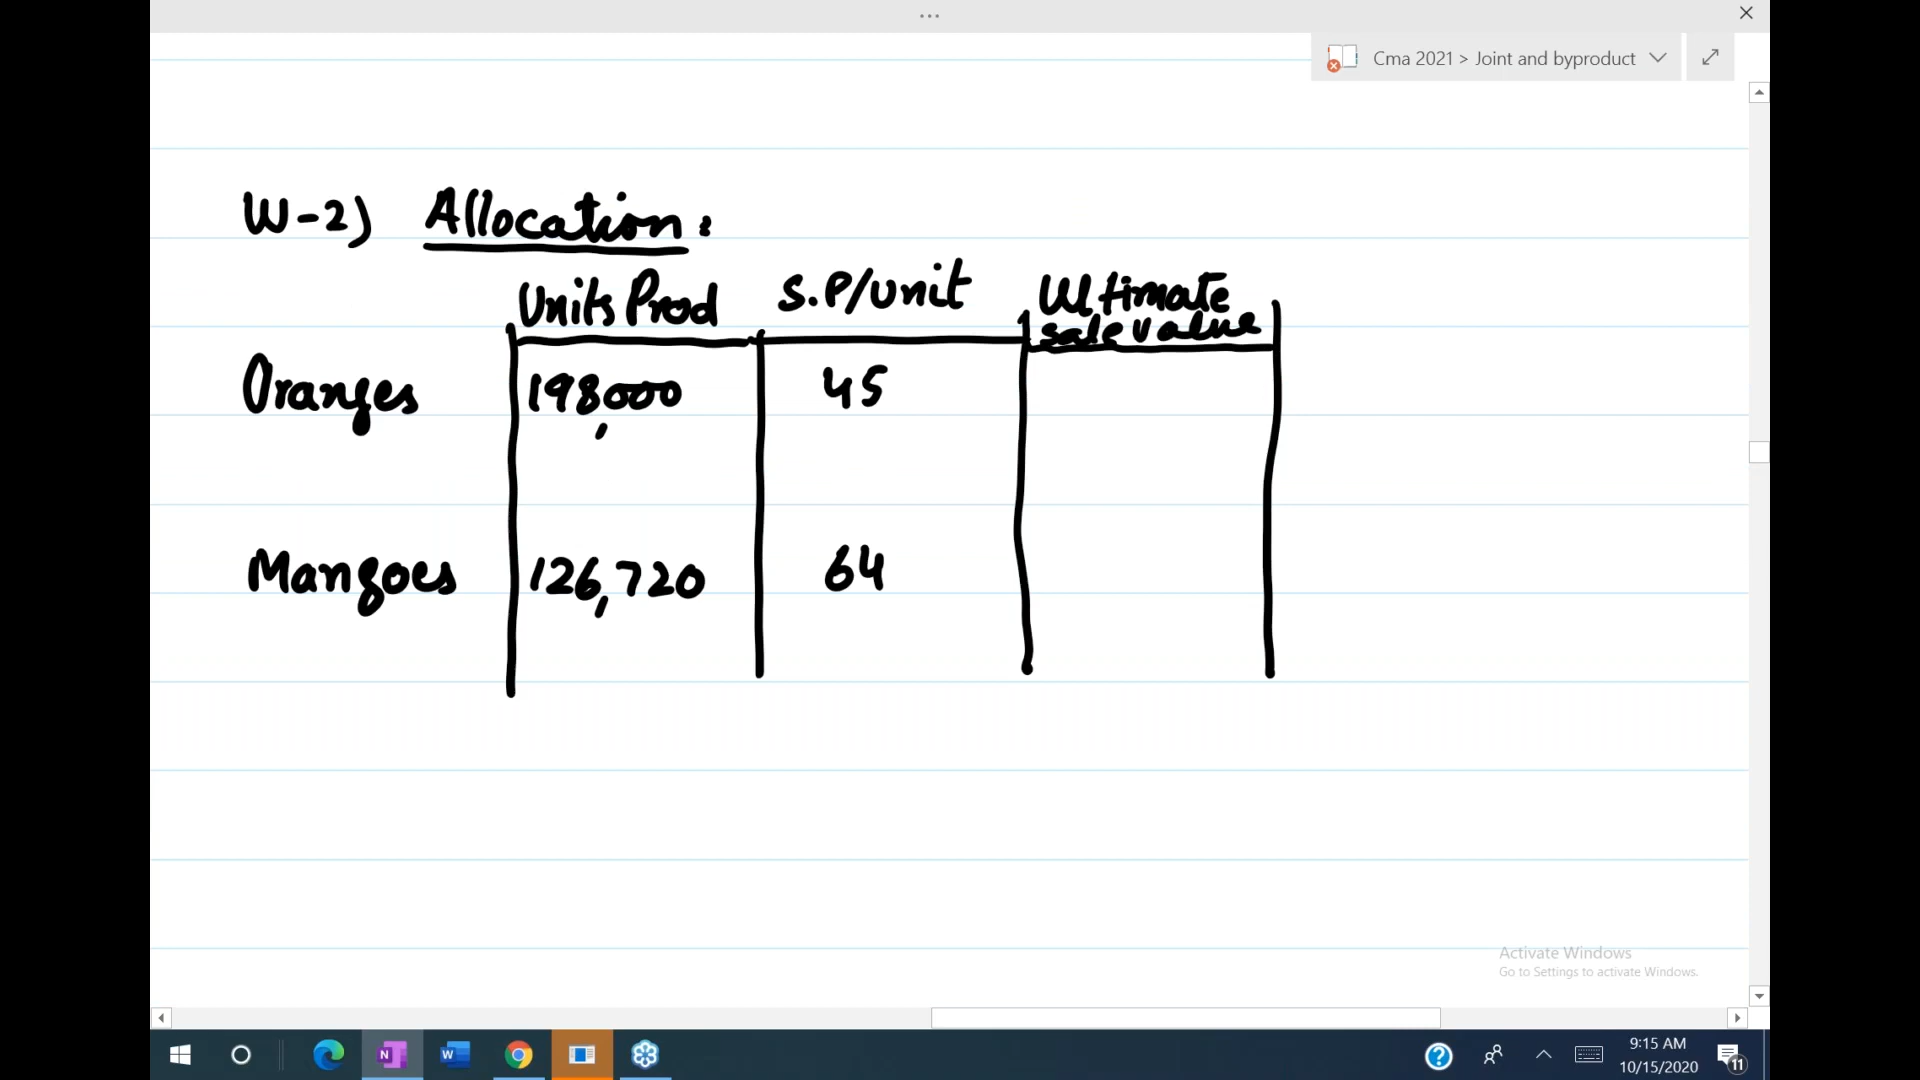 Cma 2021 > Joint and byproduct
W-2) Allocation:
Units Prod S.P/unit Ultimate sale value
Oranges 198,000 45
Mangoes 126,720 64
Activate Windows
Go to Settings to activate Windows.
9:15 AM
10/15/2020
11